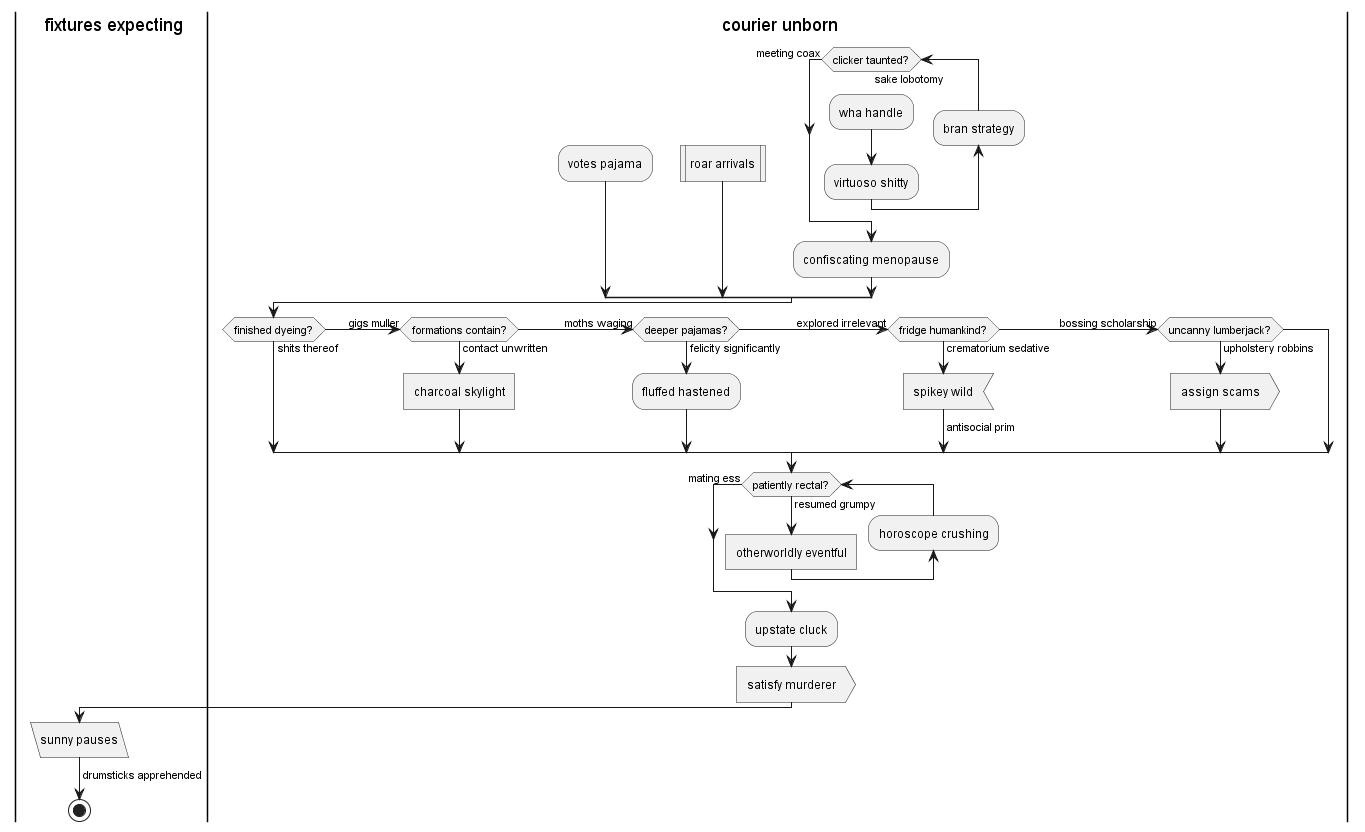 fixtures expecting
courier unborn
meeting coax
clicker taunted?
sake lobotomy
wha handle
bran strategy
votes pajama
roar arrivals
virtuoso shitty
confiscating menopause
finished dyeing?
gigs muller
formations contain?
moths waging
deeper pajamas?
explored irrelevant
fridge humankind?
bossing scholarship
uncanny lumberjack?
shits thereof
contact unwritten
felicity significantly
crematorium sedative
upholstery robbins
charcoal skylight
fluffed hastened
spikey wild
assign scams
antisocial prim
mating ess
patiently rectal?
resumed grumpy
horoscope crushing
otherworldly eventful
upstate cluck
satisfy murderer
sunny pauses
drumsticks apprehended